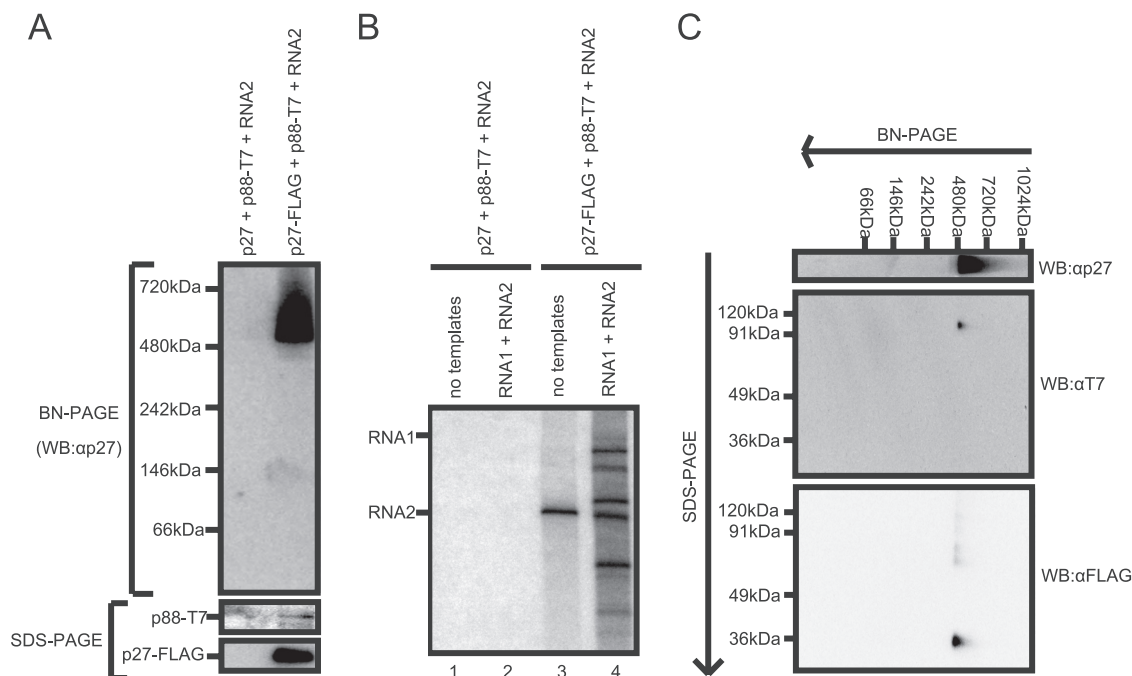 A
p27 + p88-T7 + RNA2
p27-FLAG + p88-T7 + RNA2
720kDa
480kDa
242kDa
146kDa
66kDa
BN-PAGE
(WB:αp27)
SDS-PAGE
p88-T7
p27-FLAG
B
p27 + p88-T7 + RNA2
p27-FLAG + p88-T7 + RNA2
no templates
RNA1 + RNA2
no templates
RNA1 + RNA2
RNA1
RNA2
1 2 3 4
C
BN-PAGE
66kDa
146kDa
242kDa
480kDa
720kDa
1024kDa
WB:αp27
SDS-PAGE
120kDa
91kDa
49kDa
36kDa
WB:αT7
120kDa
91kDa
49kDa
36kDa
WB:αFLAG